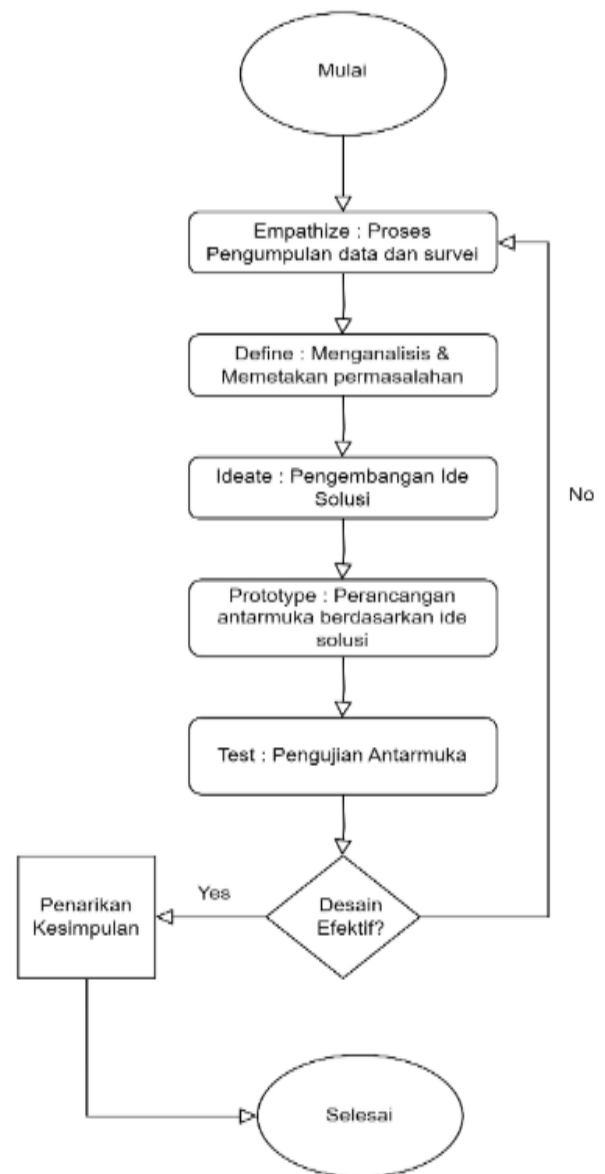 Mulai
Empathize : Proses
Pengumpulan data dan survei
Define : Menganalisis &
Memetakan permasalahan
Ideate : Pengembangan Ide
Solusi
No
Prototype : Perancangan
antarmuka berdasarkan ide
solusi
Test : Pengujian Antarmuka
Penarikan
Kesimpulan
Yes
Desain
Efektif?
Selesai